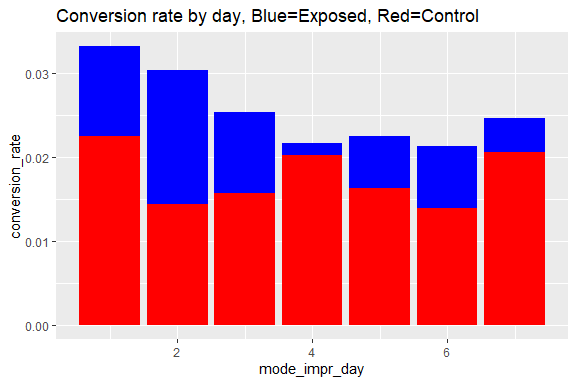 Conversion rate by day, Blue=Exposed, Red=Control
conversion_rate
0.03
0.02
0.01
0.00
2 4 6
mode_impr_day